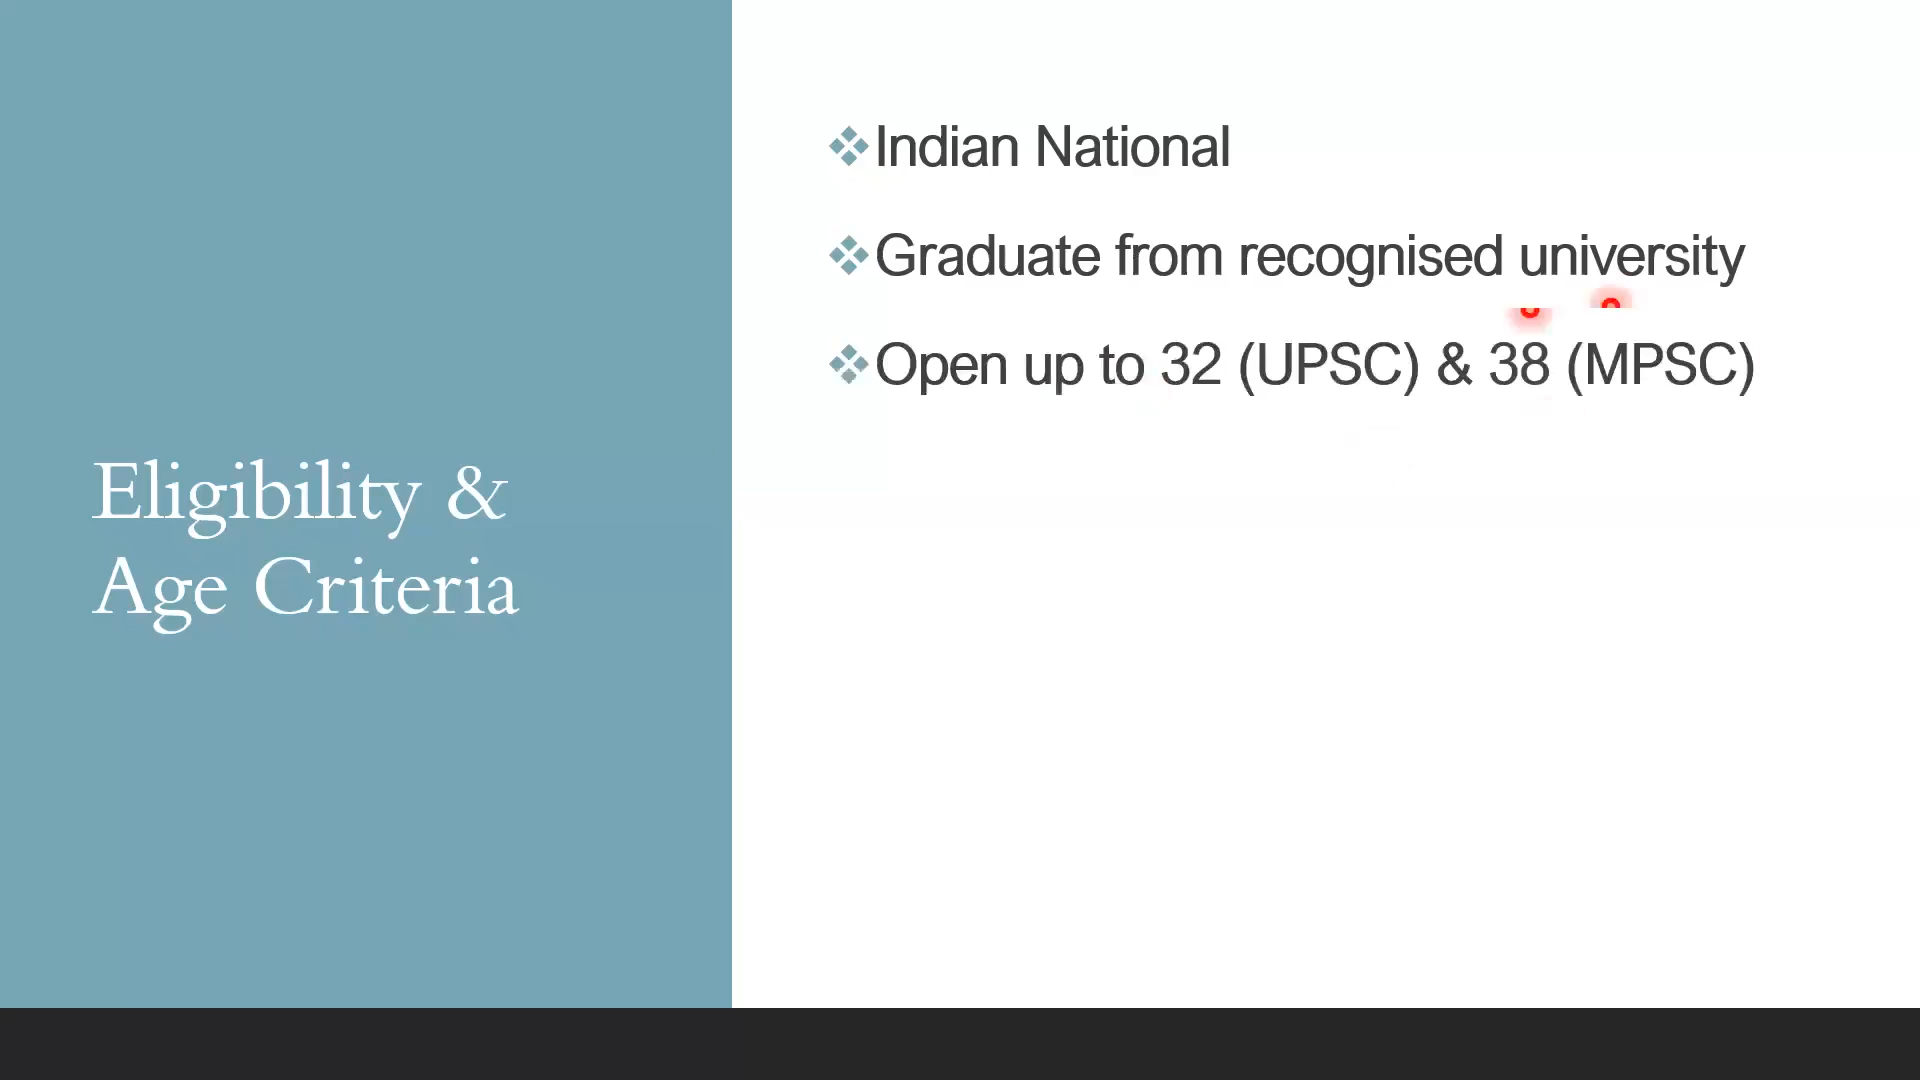 Eligibility &
Age Criteria
Indian National
Graduate from recognised university
Open up to 32 (UPSC) & 38 (MPSC)